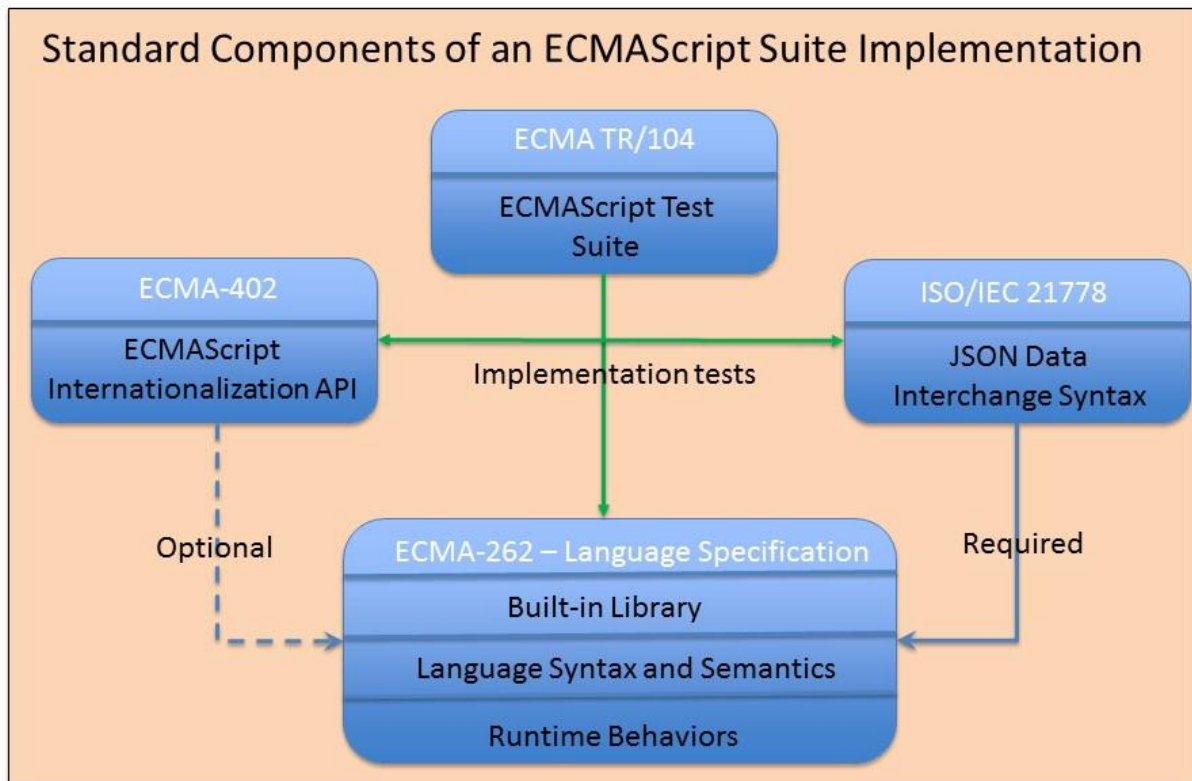 Standard Components of an ECMAScript Suite Implementation
ECMA TR/104
ECMAScript Test
Suite
ECMA-402
ECMAScript
Internationalization API
ISO/IEC 21778
JSON Data
Interchange Syntax
Implementation tests
Optional
Required
ECMA-262 – Language Specification
Built-in Library
Language Syntax and Semantics
Runtime Behaviors